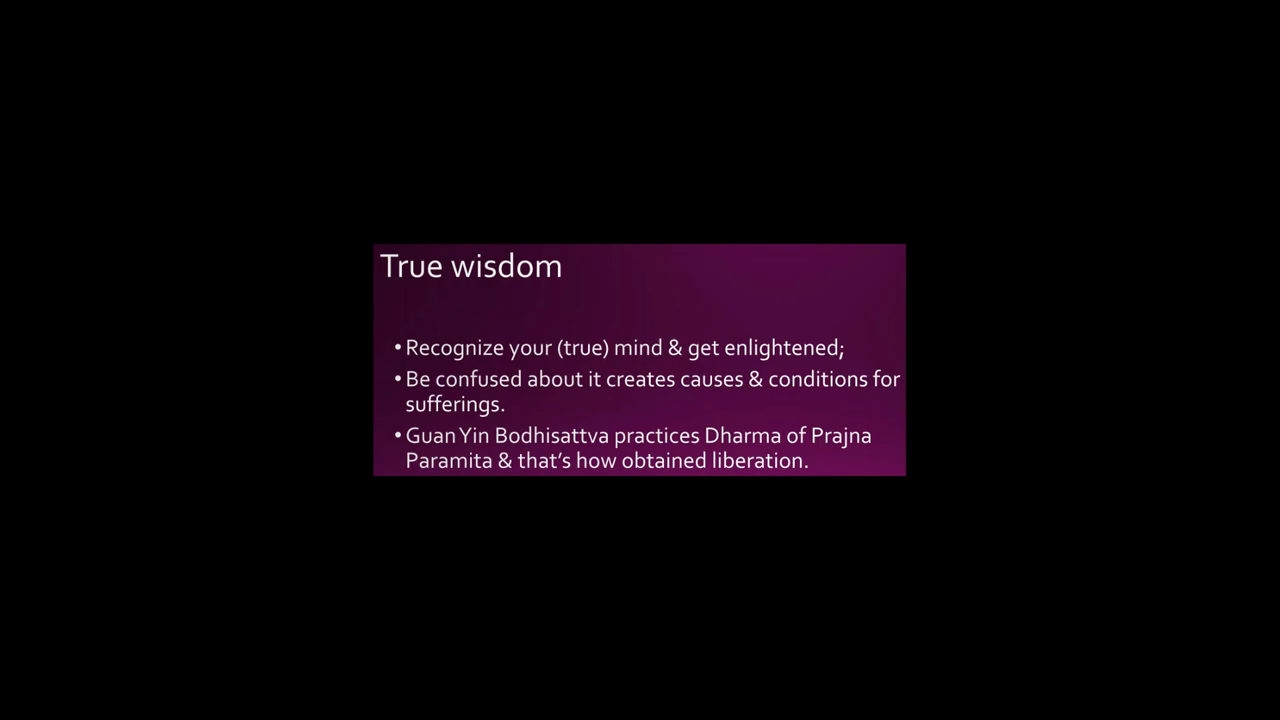 True wisdom
• Recognize your (true) mind & get enlightened;
• Be confused about it creates causes & conditions for
sufferings.
• Guan Yin Bodhisattva practices Dharma of Prajna
Paramita & that's how obtained liberation.